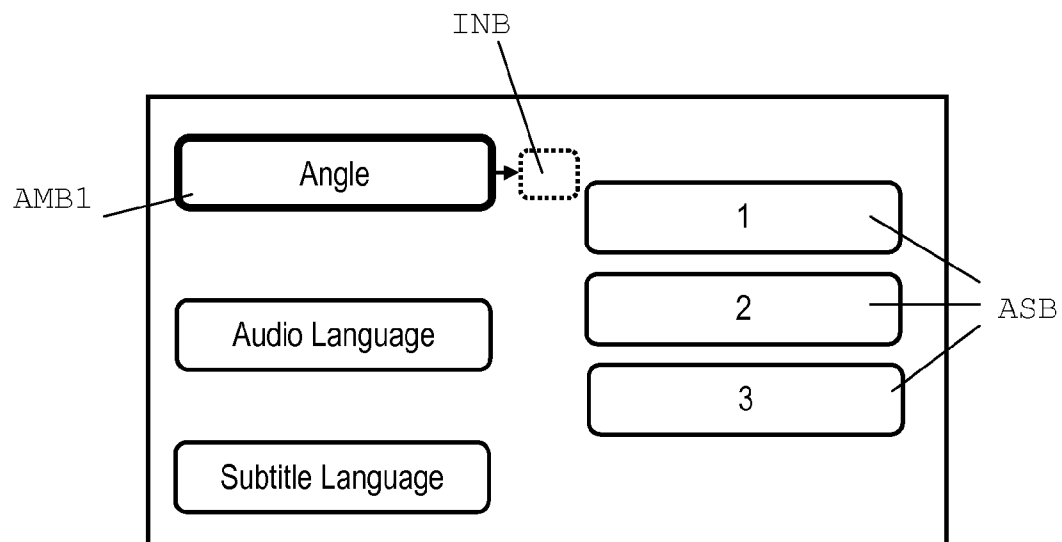 INB
Angle
AMB1
1
2
ASB
Audio Language
3
Subtitle Language